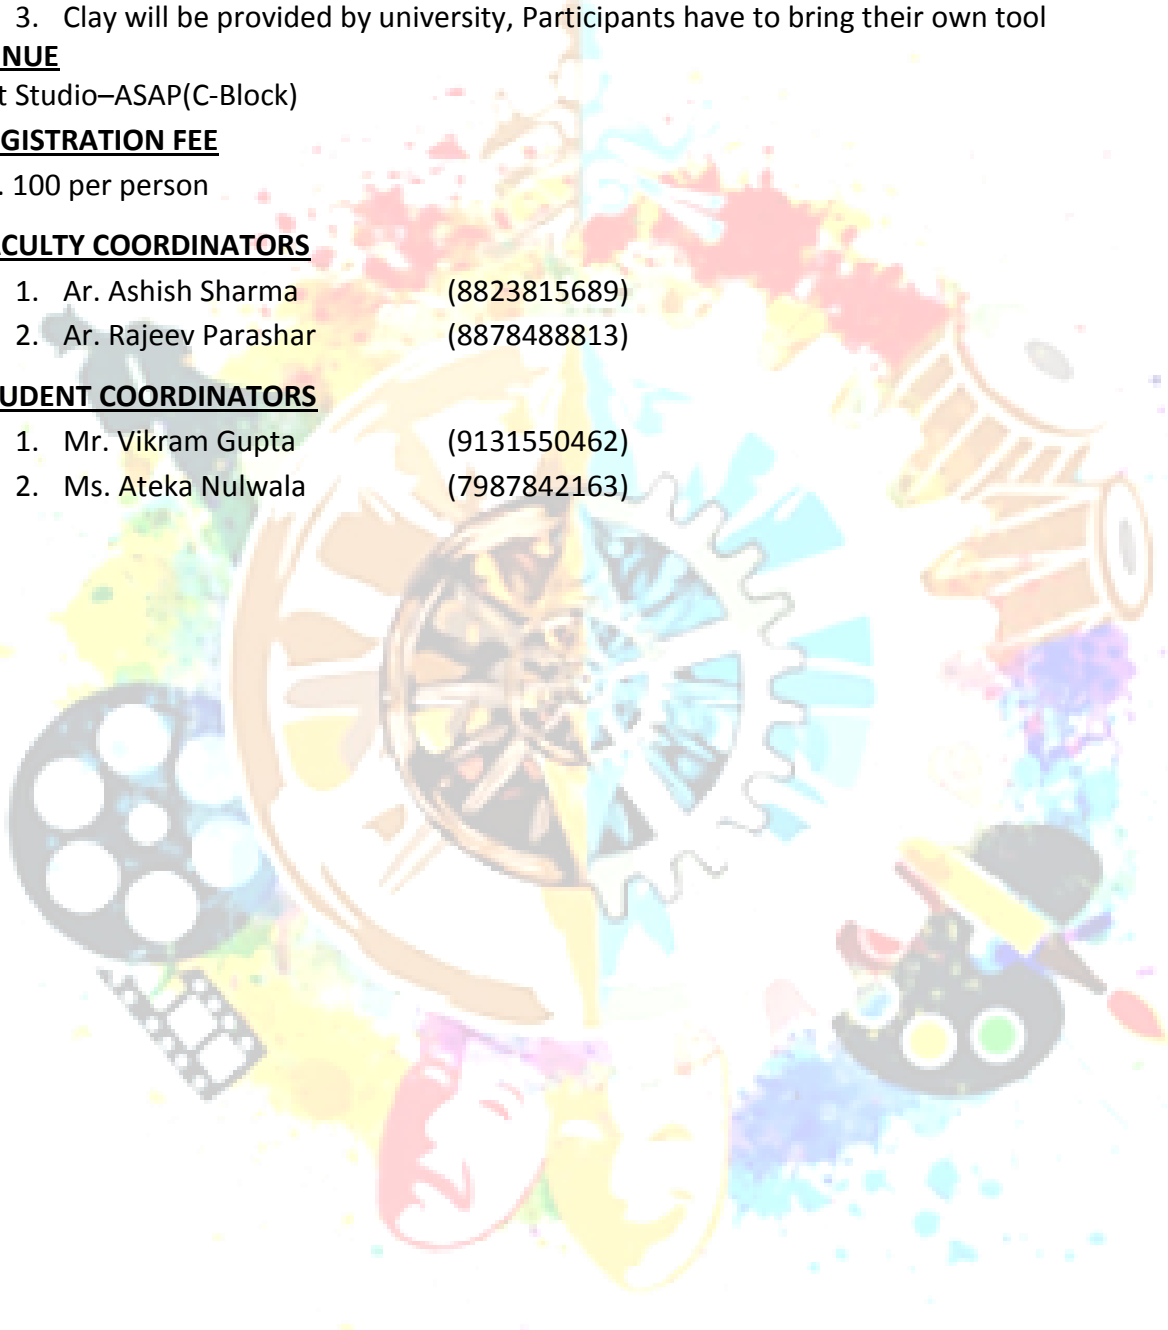 3. Clay will be provided by university, Participants have to bring their own tool
NUE
t Studio–ASAP(C-Block)
GISTRATION FEE
. 100 per person
CULTY COORDINATORS
1. Ar. Ashish Sharma (8823815689)
2. Ar. Rajeev Parashar (8878488813)
UDENT COORDINATORS
1. Mr. Vikram Gupta (9131550462)
2. Ms. Ateka Nulwala (7987842163)